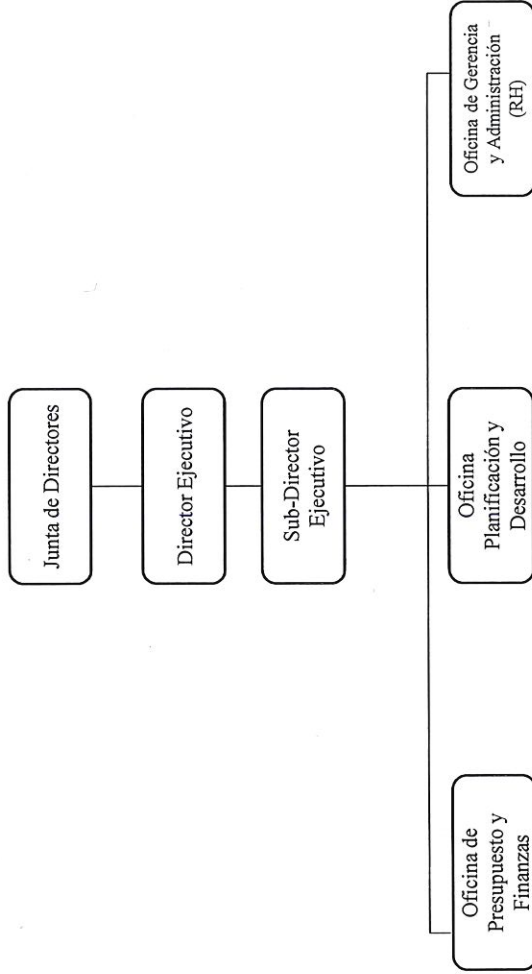 Junta de Directores
Director Ejecutivo
Sub-Director
Ejecutivo
Oficina de
Presupuesto y
Finanzas
Oficina
Planificación y
Desarrollo
Oficina de Gerencia
y Administración
(RH)